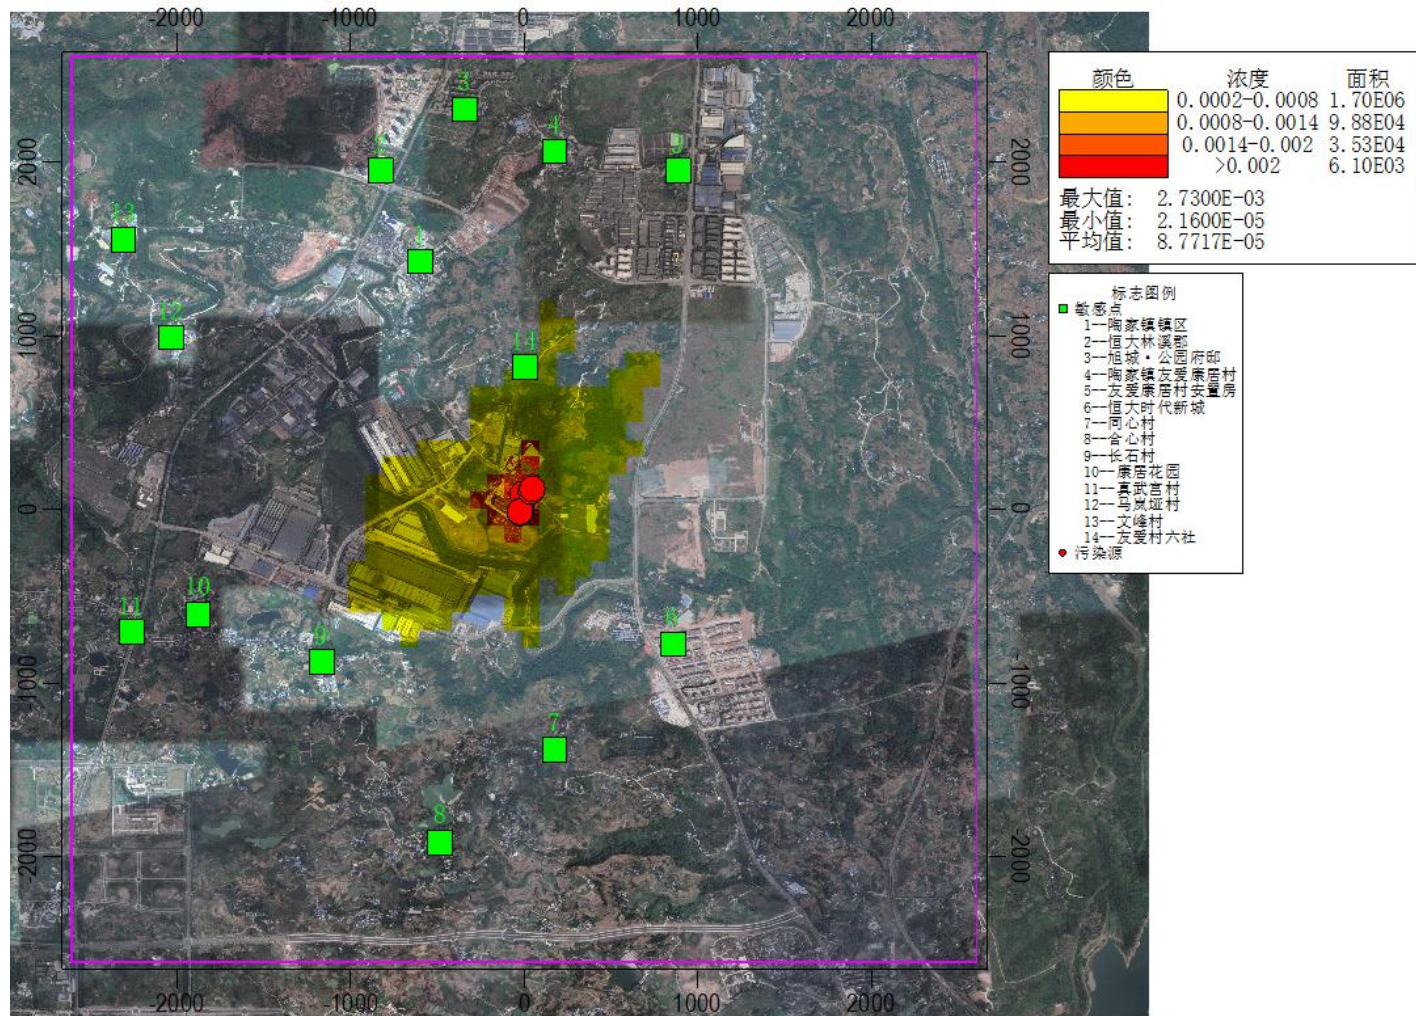 -2000 -1000 0 1000 2000
颜色 浓度 面积
0.0002-0.0008 1.70E06
0.0008-0.0014 9.88E04
0.0014-0.002 3.53E04
>0.002 6.10E03
最大值: 2.7300E-03
最小值: 2.1600E-05
平均值: 8.7717E-05
标志图例
敏感点
1--陶家镇镇区
2--恒大林溪郡
3--旭城·公园府邸
4--陶家镇友爱康居村
5--友爱康居村安置房
6--恒大时代新城
7--同心村
8--合心村
9--长石村
10--康居花园
11--真武宫村
12--马岚垭村
13--文峰村
14--友爱村六社
污染源
3
4
2
2000
2000
13
1
12
1000
14
1000
0
0
10
11
9
-1000
-1000
7
8
-2000
-2000
-2000 -1000 0 1000 2000